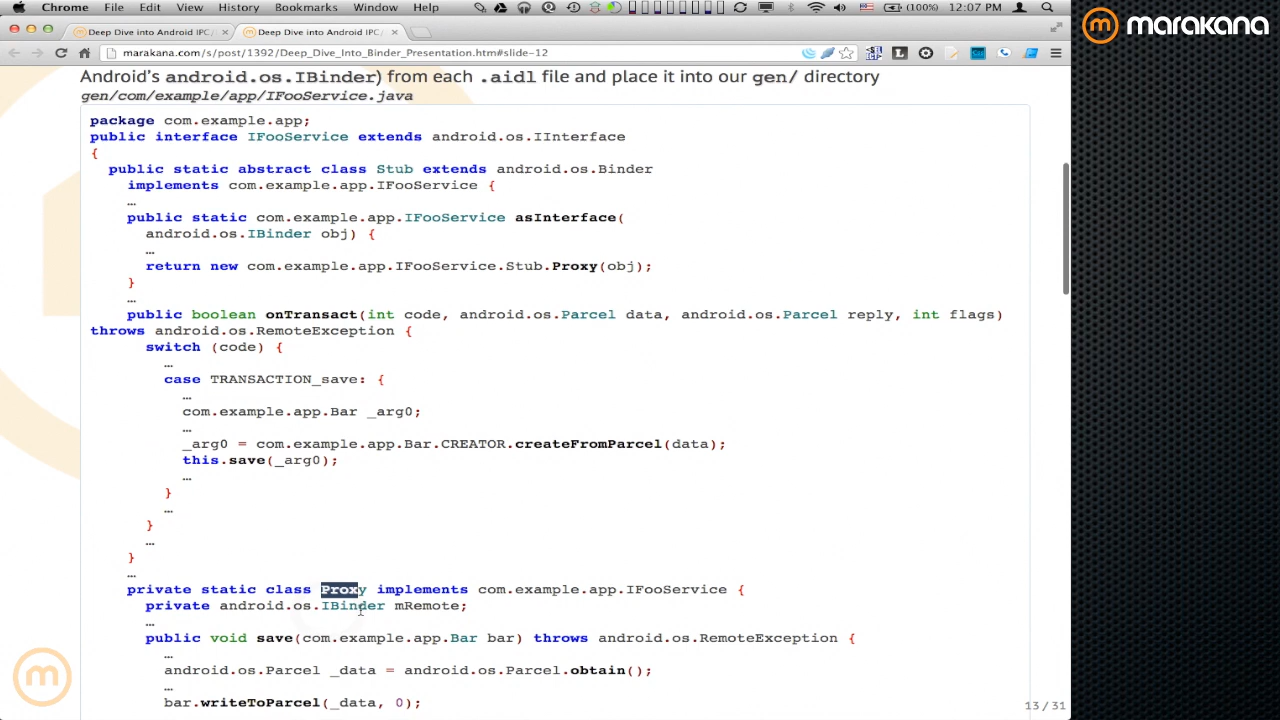 Chrome File Edit View History Bookmarks Window Help (100%) 12:07 PM
Deep Dive into Android IPC/ × Deep Dive into Android IPC/ ×
marakana.com/s/post/1392/Deep_Dive_Into_Binder_Presentation.htm#slide-12
marakana
Android's android.os.IBinder) from each .aidl file and place it into our gen/ directory
gen/com/example/app/IFooService.java
package com.example.app;
public interface IFooService extends android.os.IInterface
{
public static abstract class Stub extends android.os.Binder
implements com.example.app.IFooService {
…
public static com.example.app.IFooService asInterface(
android.os.IBinder obj) {
…
return new com.example.app.IFooService.Stub.Proxy(obj);
}
…
public boolean onTransact(int code, android.os.Parcel data, android.os.Parcel reply, int flags)
throws android.os.RemoteException {
switch (code) {
…
case TRANSACTION_save: {
…
com.example.app.Bar _arg0;
…
_arg0 = com.example.app.Bar.CREATOR.createFromParcel(data);
this.save(_arg0);
…
}
…
}
…
}
…
private static class Proxy implements com.example.app.IFooService {
private android.os.IBinder mRemote;
…
public void save(com.example.app.Bar bar) throws android.os.RemoteException {
…
android.os.Parcel _data = android.os.Parcel.obtain();
…
bar.writeToParcel(_data, 0);
13 / 31